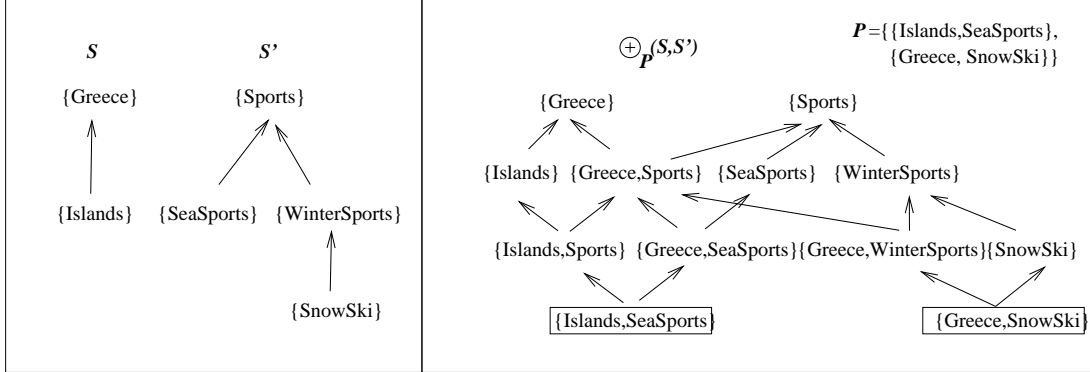 S S'
{Greece} {Sports}
{Islands} {SeaSports} {WinterSports}
{SnowSki}
⊕P(S,S') P={{Islands,SeaSports},
{Greece, SnowSki}}
{Greece} {Sports}
{Islands} {Greece,Sports} {SeaSports} {WinterSports}
{Islands,Sports} {Greece,SeaSports} {Greece,WinterSports} {SnowSki}
{Islands,SeaSports} {Greece,SnowSki}